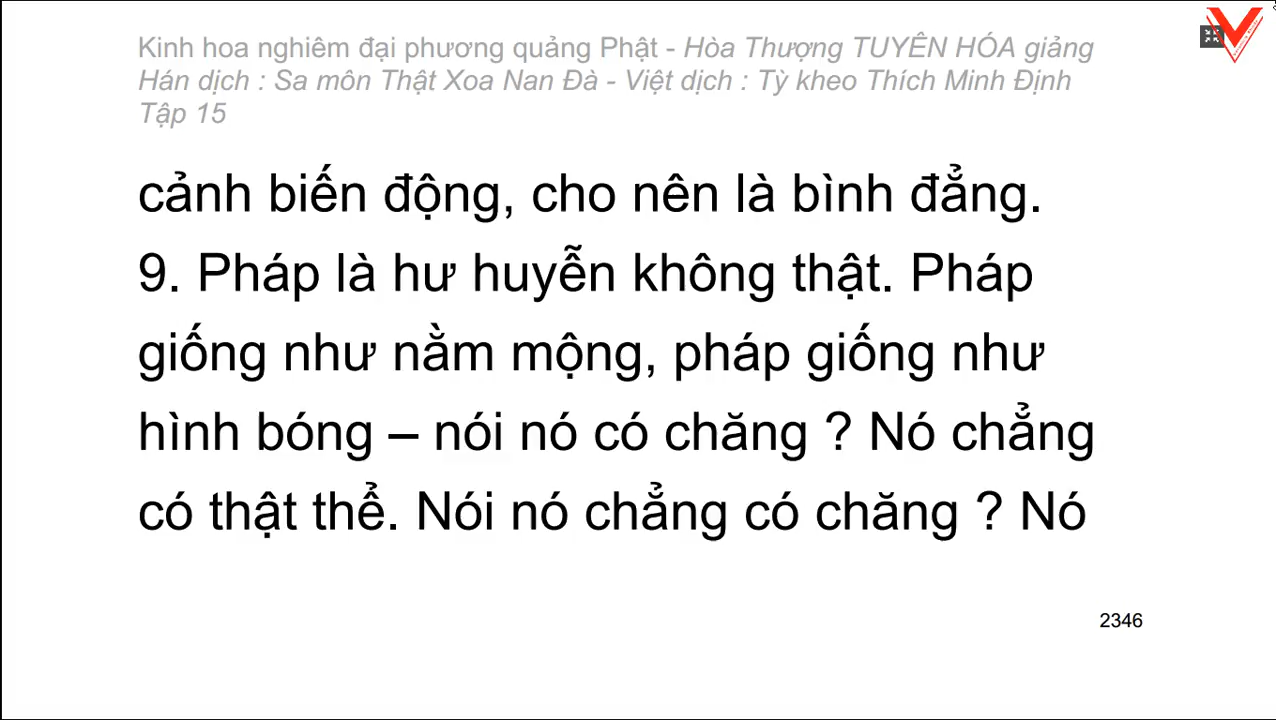 Kinh hoa nghiêm đại phương quảng Phật - Hòa Thượng TUYÊN HÓA giảng
Hán dịch : Sa môn Thật Xoa Nan Đà - Việt dịch : Tỳ kheo Thích Minh Định
Tập 15
cảnh biến động, cho nên là bình đẳng.
9. Pháp là hư huyễn không thật. Pháp
giống như nằm mộng, pháp giống như
hình bóng – nói nó có chăng ? Nó chẳng
có thật thể. Nói nó chẳng có chăng ? Nó
2346